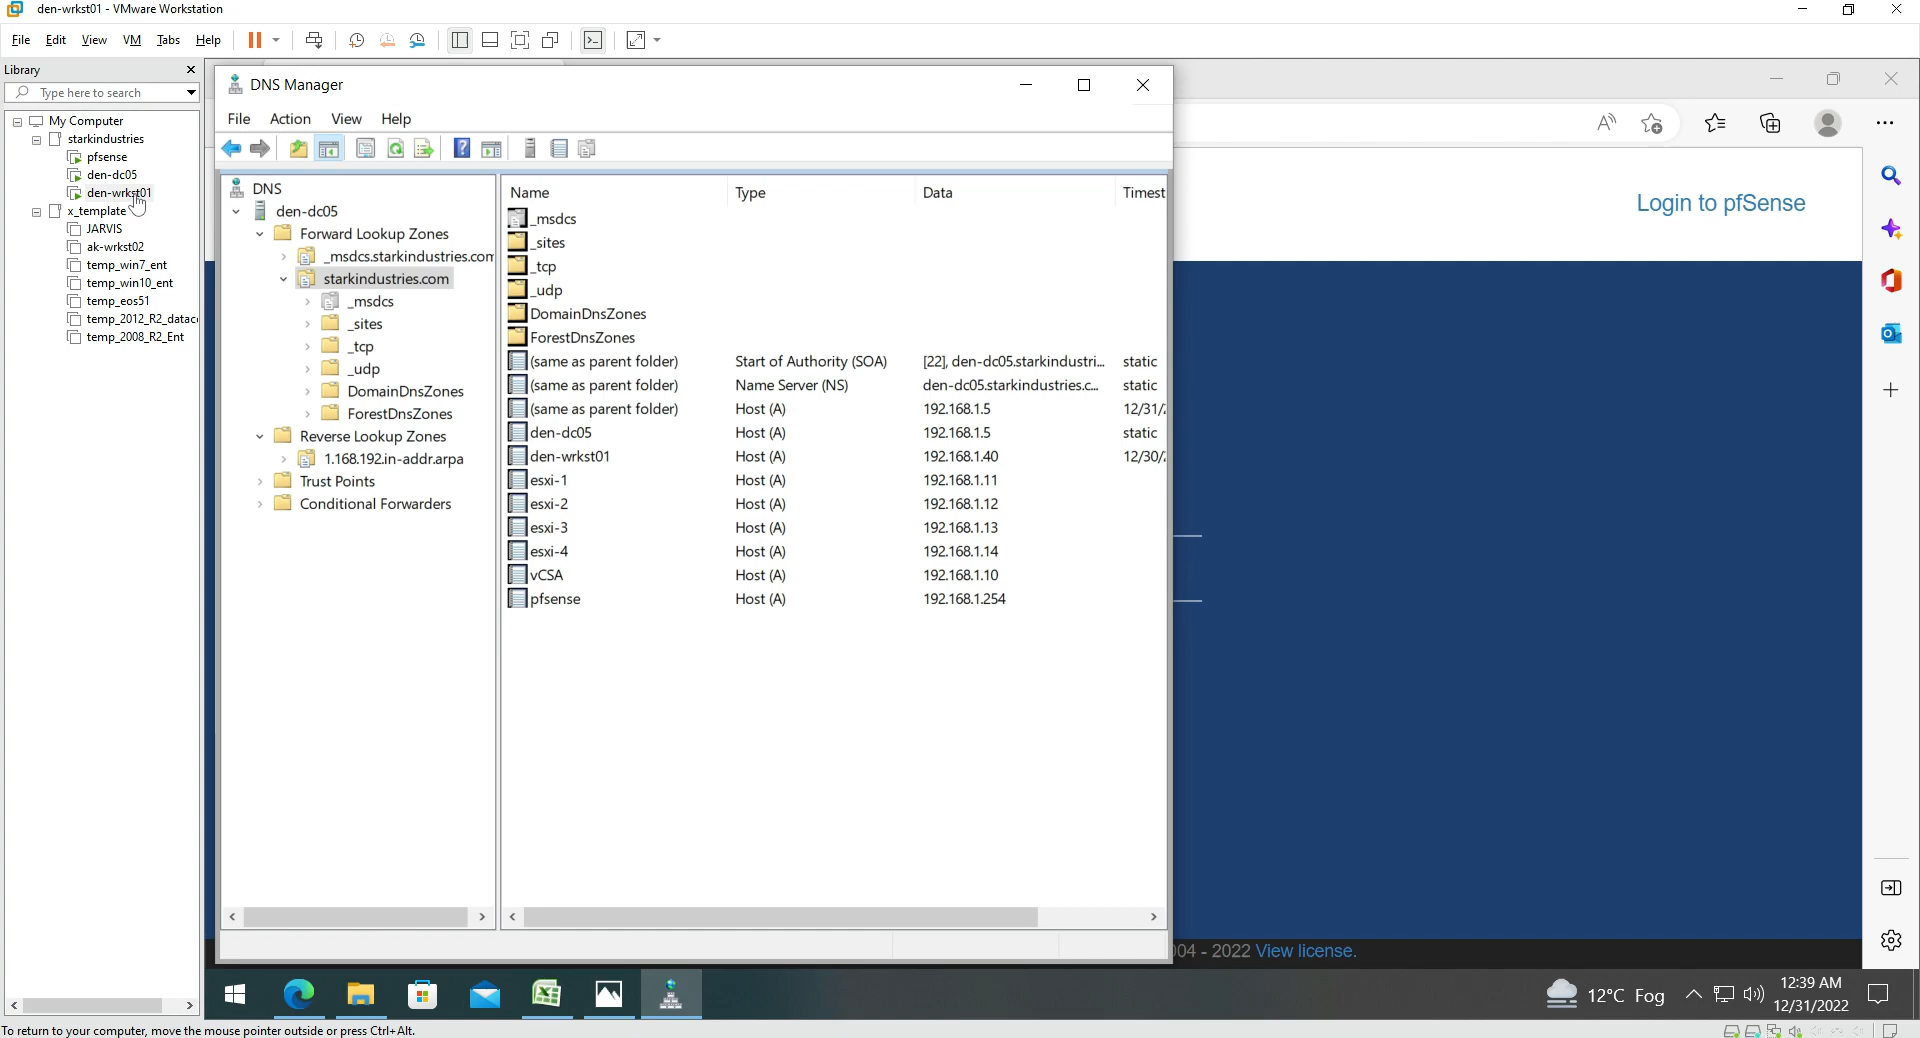 den-wrkst01 - VMware Workstation
File Edit View VM Tabs Help
Library
Type here to search
My Computer
starkindustries
pfsense
den-dc05
den-wrkst01
x_template
JARVIS
ak-wrkst02
temp_win7_ent
temp_win10_ent
temp_eos51
temp_2012_R2_datac
temp_2008_R2_Ent
DNS Manager
File Action View Help
DNS
den-dc05
Forward Lookup Zones
_msdcs.starkindustries.com
starkindustries.com
_msdcs
_sites
_tcp
_udp
DomainDnsZones
ForestDnsZones
Reverse Lookup Zones
1.168.192.in-addr.arpa
Trust Points
Conditional Forwarders
Name Type Data Timest
_msdcs
_sites
_tcp
_udp
DomainDnsZones
ForestDnsZones
(same as parent folder) Start of Authority (SOA) [22], den-dc05.starkindustri... static
(same as parent folder) Name Server (NS) den-dc05.starkindustries.c... static
(same as parent folder) Host (A) 192.168.1.5 12/31/
den-dc05 Host (A) 192.168.1.5 static
den-wrkst01 Host (A) 192.168.1.40 12/30/
esxi-1 Host (A) 192.168.1.11
esxi-2 Host (A) 192.168.1.12
esxi-3 Host (A) 192.168.1.13
esxi-4 Host (A) 192.168.1.14
vCSA Host (A) 192.168.1.10
pfsense Host (A) 192.168.1.254
Login to pfSense
04 - 2022 View license.
12°C Fog
12:39 AM
12/31/2022
To return to your computer, move the mouse pointer outside or press Ctrl+Alt.